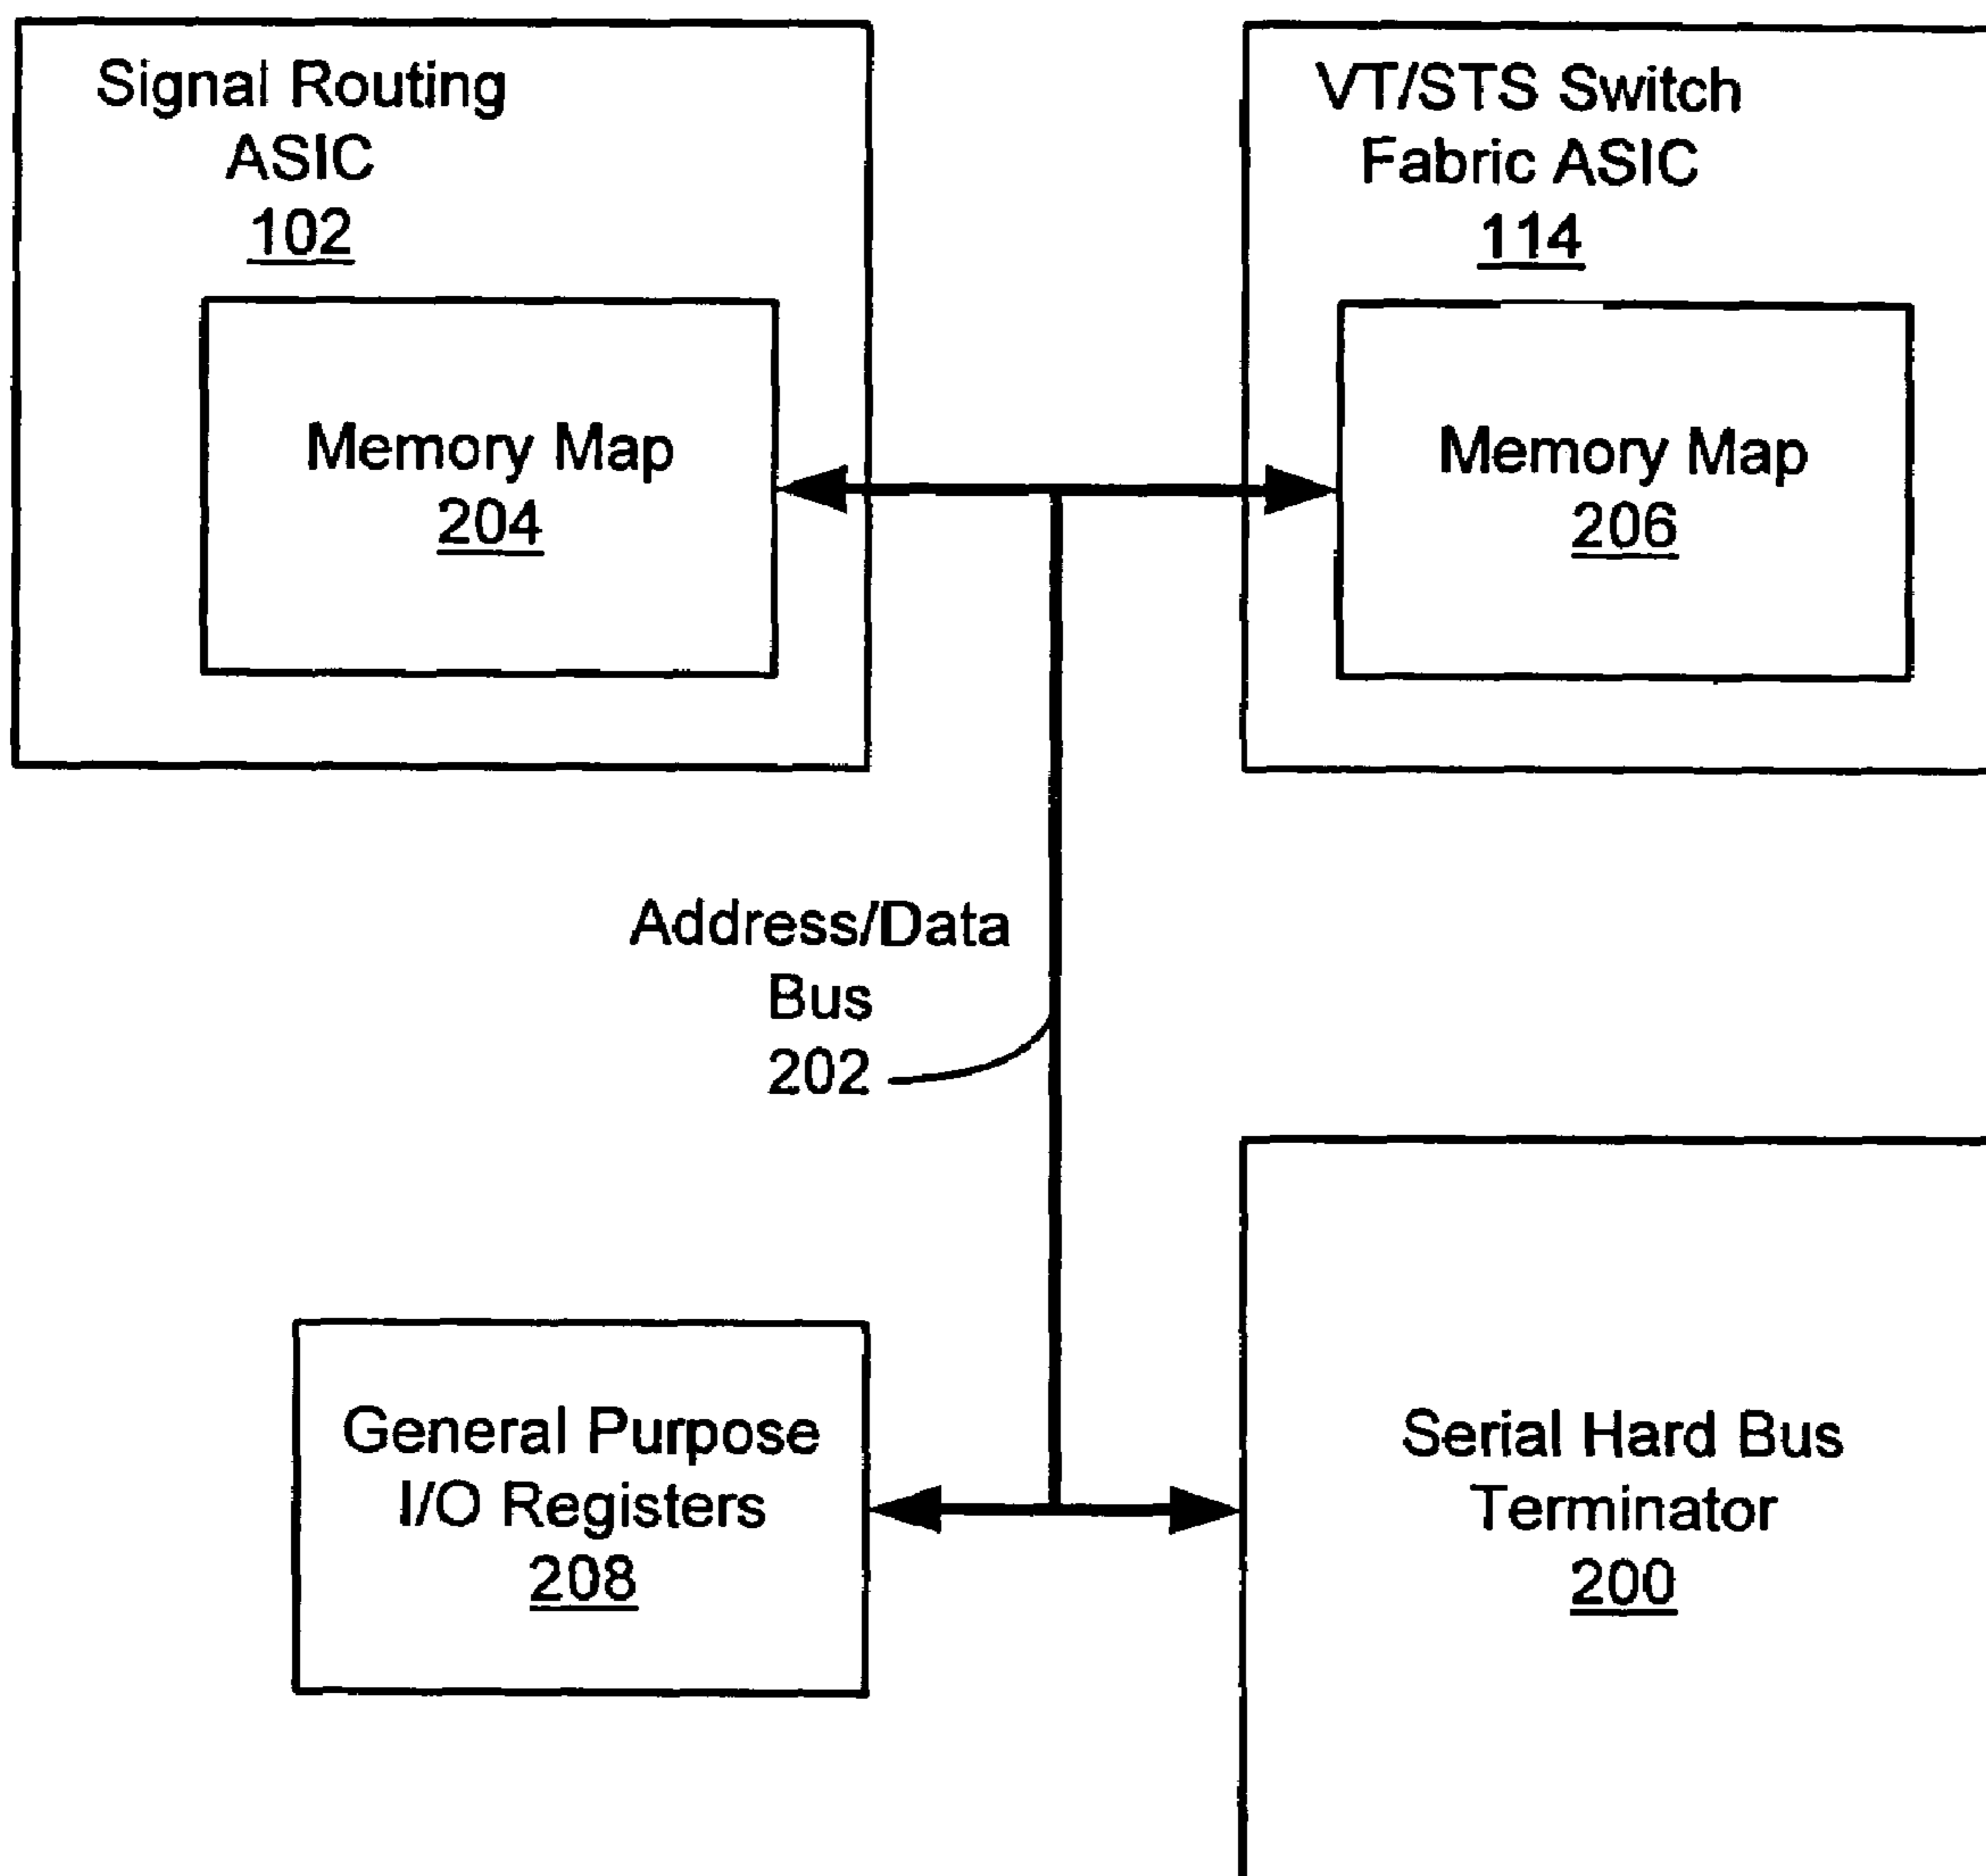 Signal Routing
ASIC
102
Memory Map
204
VT/STS Switch
Fabric ASIC
114
Memory Map
206
Address/Data
Bus
202
General Purpose
I/O Registers
208
Serial Hard Bus
Terminator
200